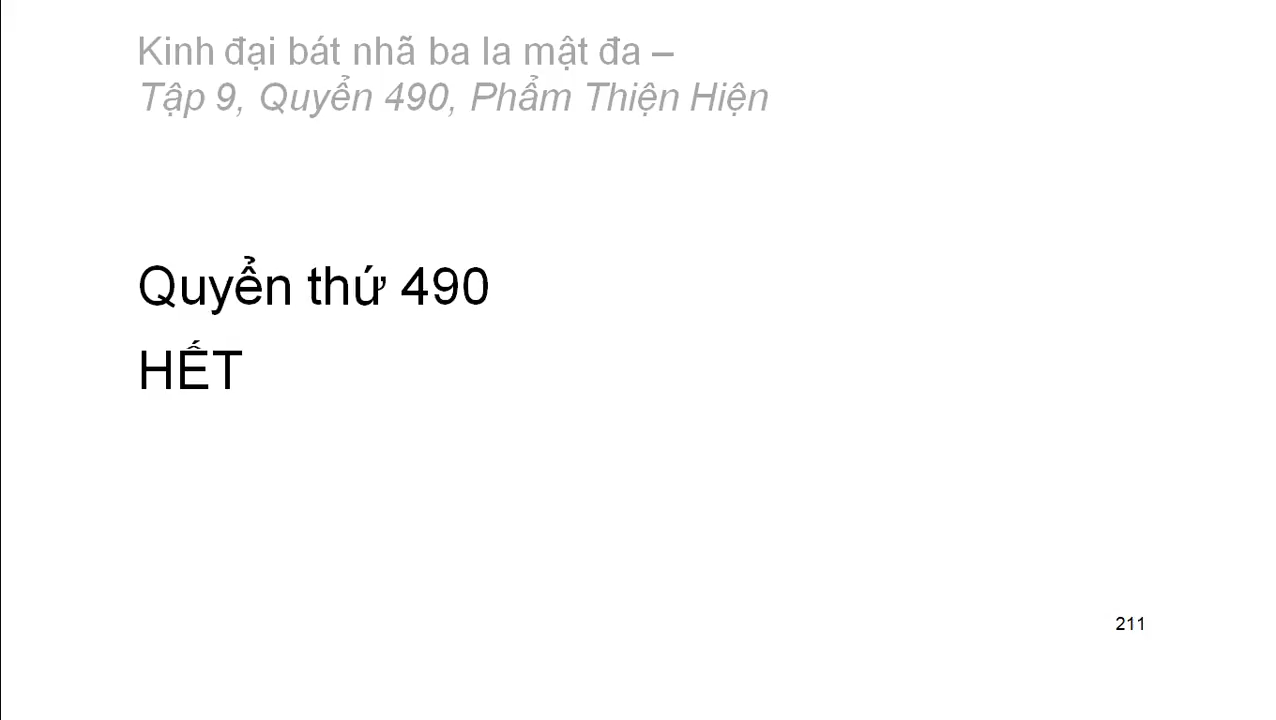 Kinh đại bát nhã ba la mật đa –
Tập 9, Quyển 490, Phẩm Thiện Hiện
Quyển thứ 490
HẾT
211